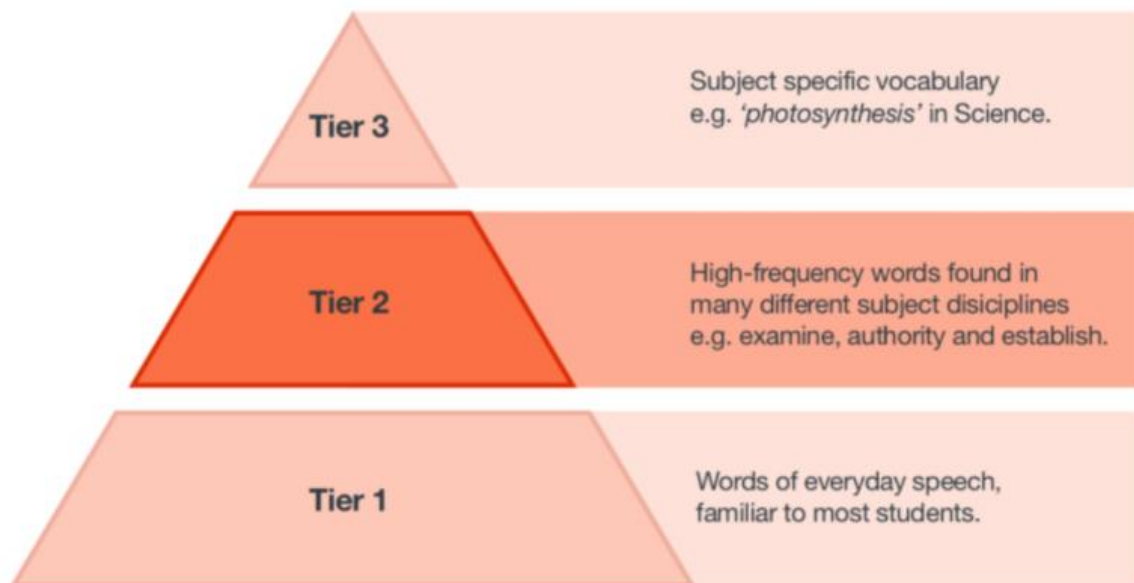 Tier 3
Subject specific vocabulary
e.g. ‘photosynthesis’ in Science.
Tier 2
High-frequency words found in
many different subject disiciplines
e.g. examine, authority and establish.
Tier 1
Words of everyday speech,
familiar to most students.